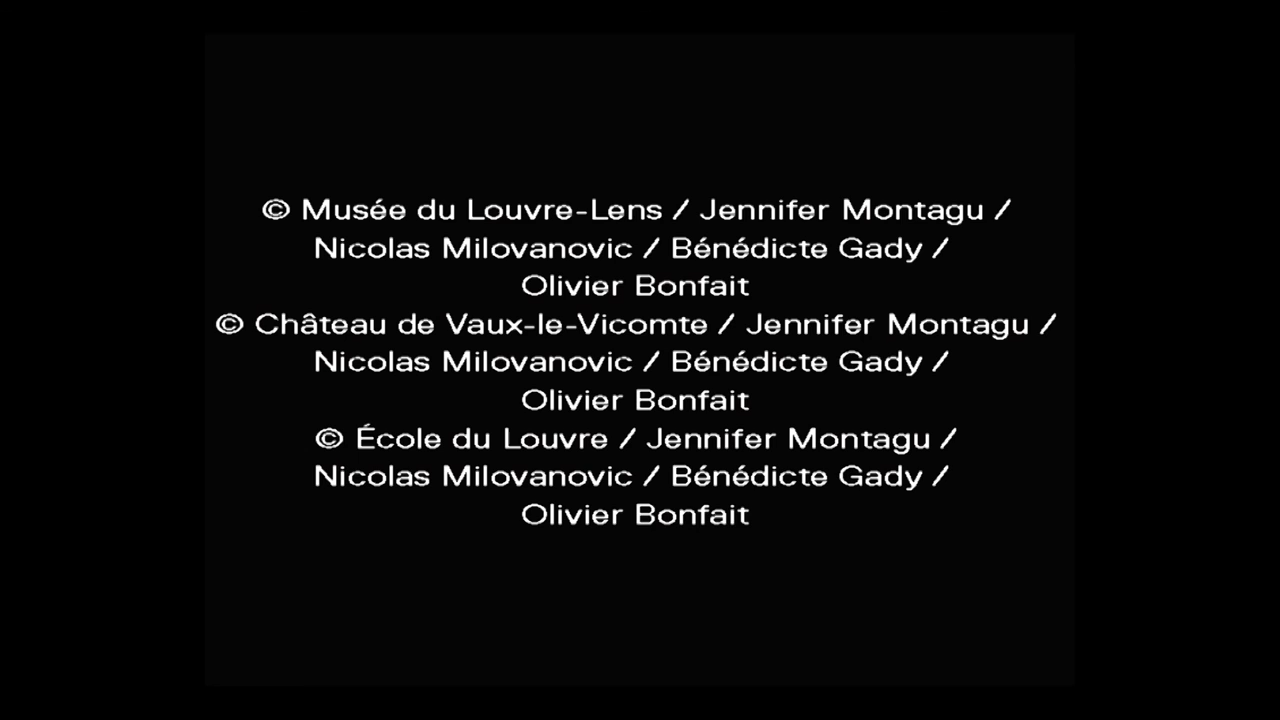 © Musée du Louvre-Lens / Jennifer Montagu /
Nicolas Milovanovic / Bénédicte Gady /
Olivier Bonfait
© Château de Vaux-le-Vicomte / Jennifer Montagu /
Nicolas Milovanovic / Bénédicte Gady /
Olivier Bonfait
© École du Louvre / Jennifer Montagu /
Nicolas Milovanovic / Bénédicte Gady /
Olivier Bonfait